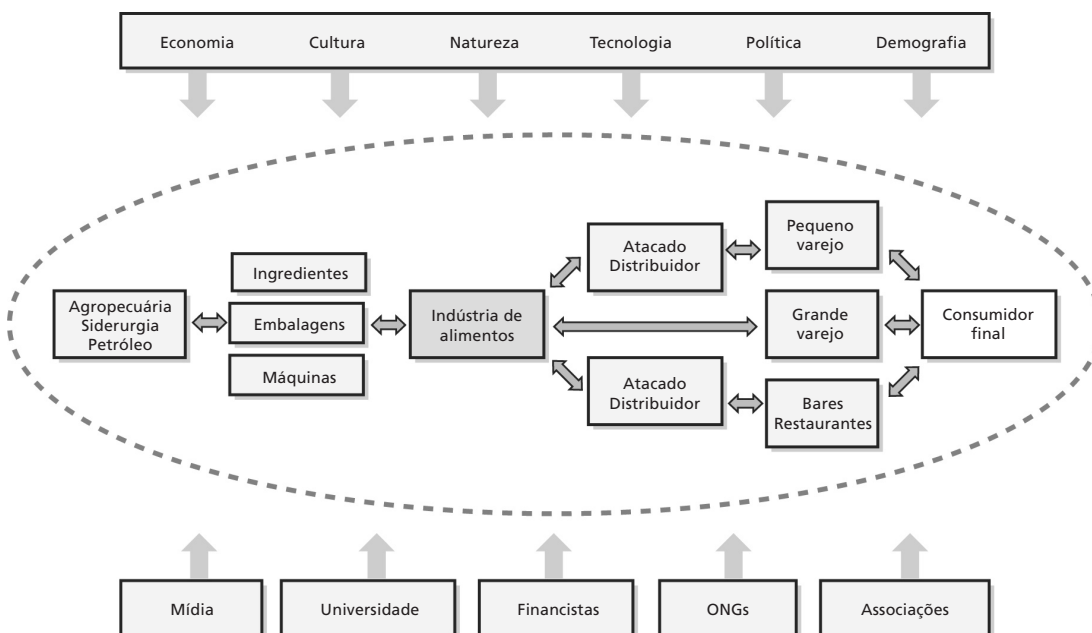 Economia Cultura Natureza Tecnologia Política Demografia
Agropecuária
Siderurgia
Petróleo
Ingredientes
Embalagens
Máquinas
Indústria de
alimentos
Atacado
Distribuidor
Atacado
Distribuidor
Pequeno
varejo
Grande
varejo
Bares
Restaurantes
Consumidor
final
Mídia
Universidade
Financistas
ONGs
Associações